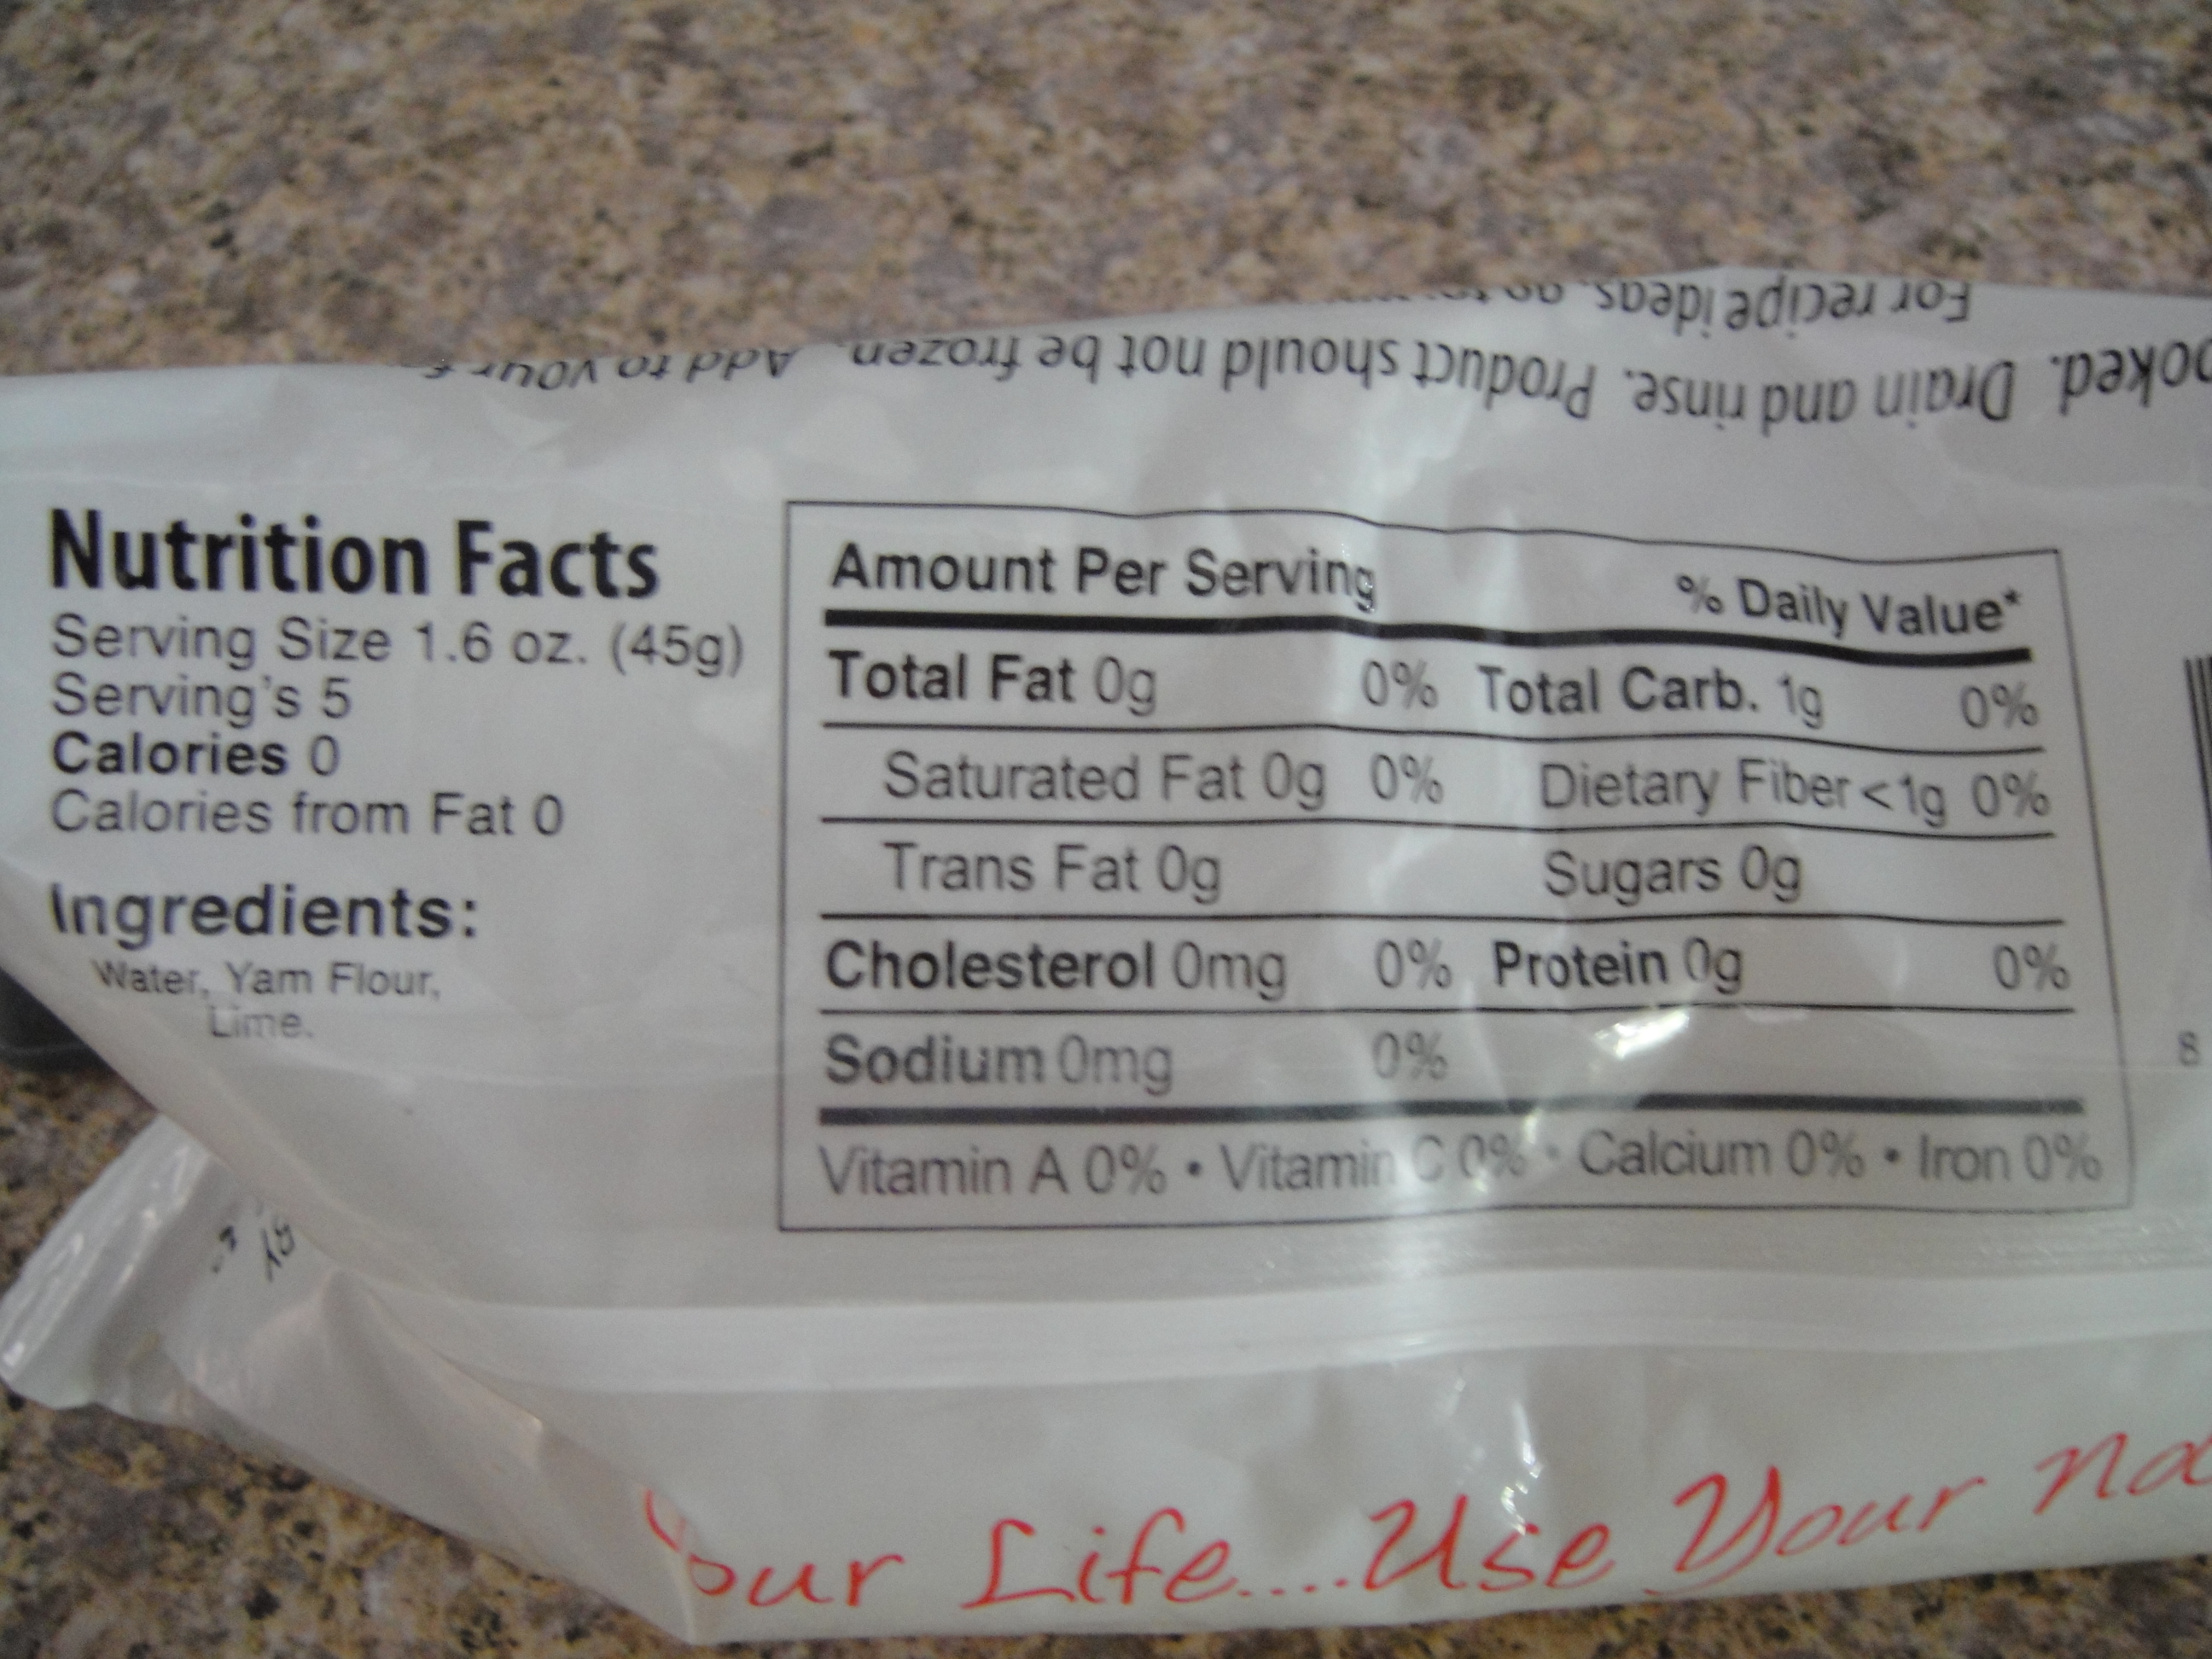 For recipe ideas, go
ooked. Drain and rinse. Product should not be frozen. Add to your
Nutrition Facts
Serving Size 1.6 oz. (45g)
Serving's 5
Calories 0
Calories from Fat 0
Ingredients:
Water, Yam Flour,
Lime.
Amount Per Serving % Daily Value*
Total Fat 0g 0% Total Carb. 1g 0%
Saturated Fat 0g 0% Dietary Fiber <1g 0%
Trans Fat 0g Sugars 0g
Cholesterol 0mg 0% Protein 0g 0%
Sodium 0mg 0%
Vitamin A 0% • Vitamin C 0% • Calcium 0% • Iron 0%
8
Your Life....Use Your no